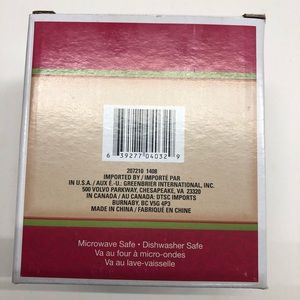 6 39277 04032 9
207210 1408
IMPORTED BY / IMPORTÉ PAR
IN U.S.A. / AUX É.-U.: GREENBRIER INTERNATIONAL, INC.
500 VOLVO PARKWAY, CHESAPEAKE, VA 23320
IN CANADA / AU CANADA: DTSC IMPORTS
BURNABY, BC V5G 4P3
MADE IN CHINA / FABRIQUÉ EN CHINE
Microwave Safe • Dishwasher Safe
Va au four à micro-ondes
Va au lave-vaisselle